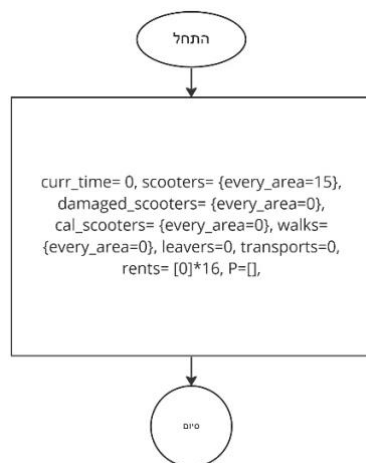 התחל
curr_time= 0, scooters= {every_area=15},
damaged_scooters= {every_area=0},
cal_scooters= {every_area=0}, walks=
{every_area=0}, leavers=0, transports=0,
rents= [0]*16, P=[],
סיום